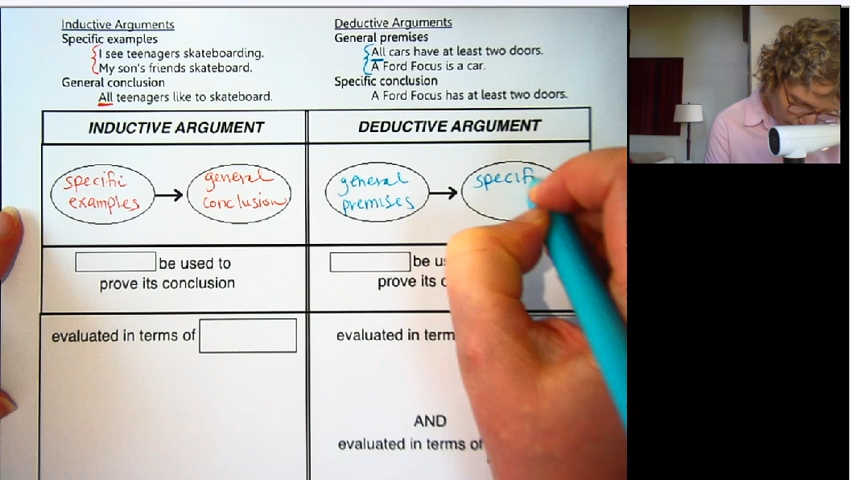 Inductive Arguments
Specific examples
I see teenagers skateboarding.
My son's friends skateboard.
General conclusion
All teenagers like to skateboard.
Deductive Arguments
General premises
All cars have at least two doors.
A Ford Focus is a car.
Specific conclusion
A Ford Focus has at least two doors.
INDUCTIVE ARGUMENT
DEDUCTIVE ARGUMENT
specific
examples
general
conclusion
general
premises
specif
be used to
prove its conclusion
be u
prove its c
evaluated in terms of
evaluated in term
AND
evaluated in terms of